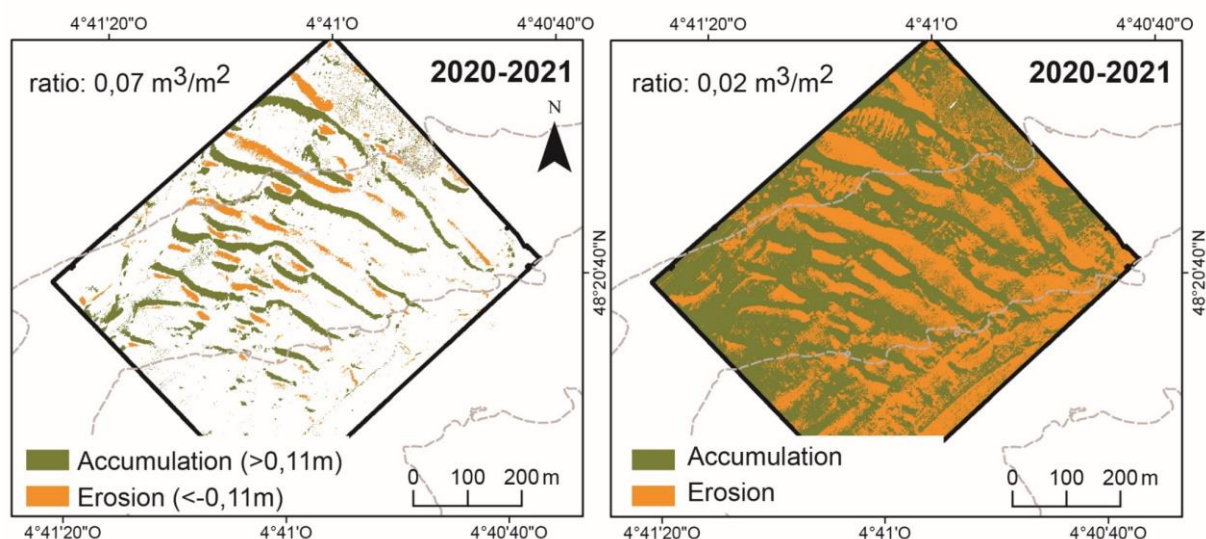 4°41'20"O 4°41'O 4°40'40"O
ratio: 0,07 m³/m² 2020-2021
N
Accumulation (>0,11m)
Erosion (<-0,11m)
0 100 200 m
4°41'20"O 4°41'O 4°40'40"O
4°41'20"O 4°41'O 4°40'40"O
ratio: 0,02 m³/m² 2020-2021
48°20'40"N
Accumulation
Erosion
0 100 200 m
4°41'20"O 4°41'O 4°40'40"O
48°20'40"N